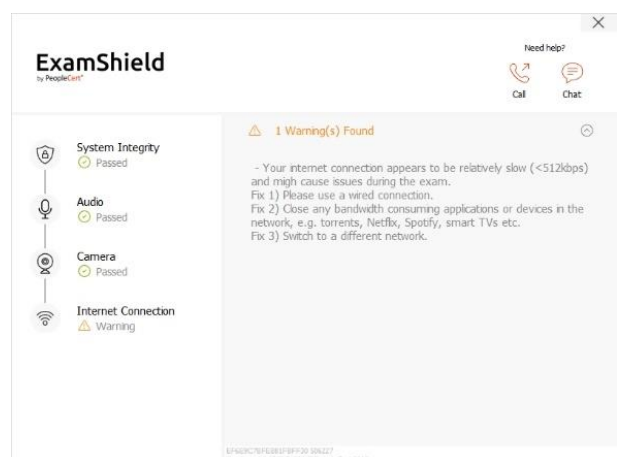 Need help?
ExamShield
by PeopleCert
Call
Chat
1 Warning(s) Found
System Integrity
Passed
- Your internet connection appears to be relatively slow (<512kbps)
and migh cause issues during the exam.
Fix 1) Please use a wired connection.
Fix 2) Close any bandwidth consuming applications or devices in the
network, e.g. torrents, Netflix, Spotify, smart TVs etc.
Fix 3) Switch to a different network.
Audio
Passed
Camera
Passed
Internet Connection
Warning